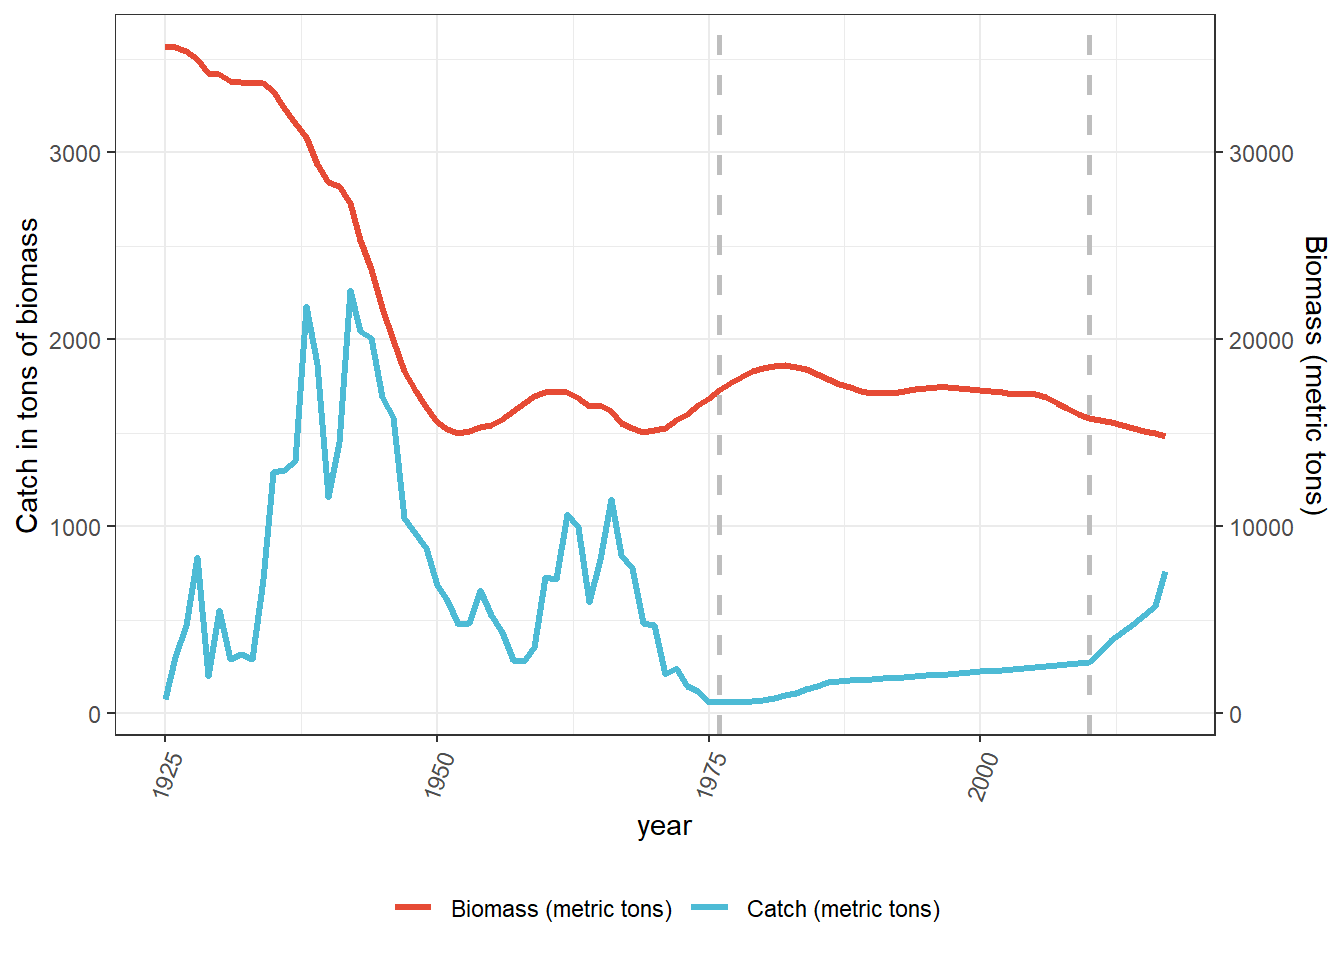 Catch in tons of biomass
3000
2000
1000
0
30000
20000
10000
0
Biomass (metric tons)
1925
1950
1975
2000
year
Biomass (metric tons)
Catch (metric tons)